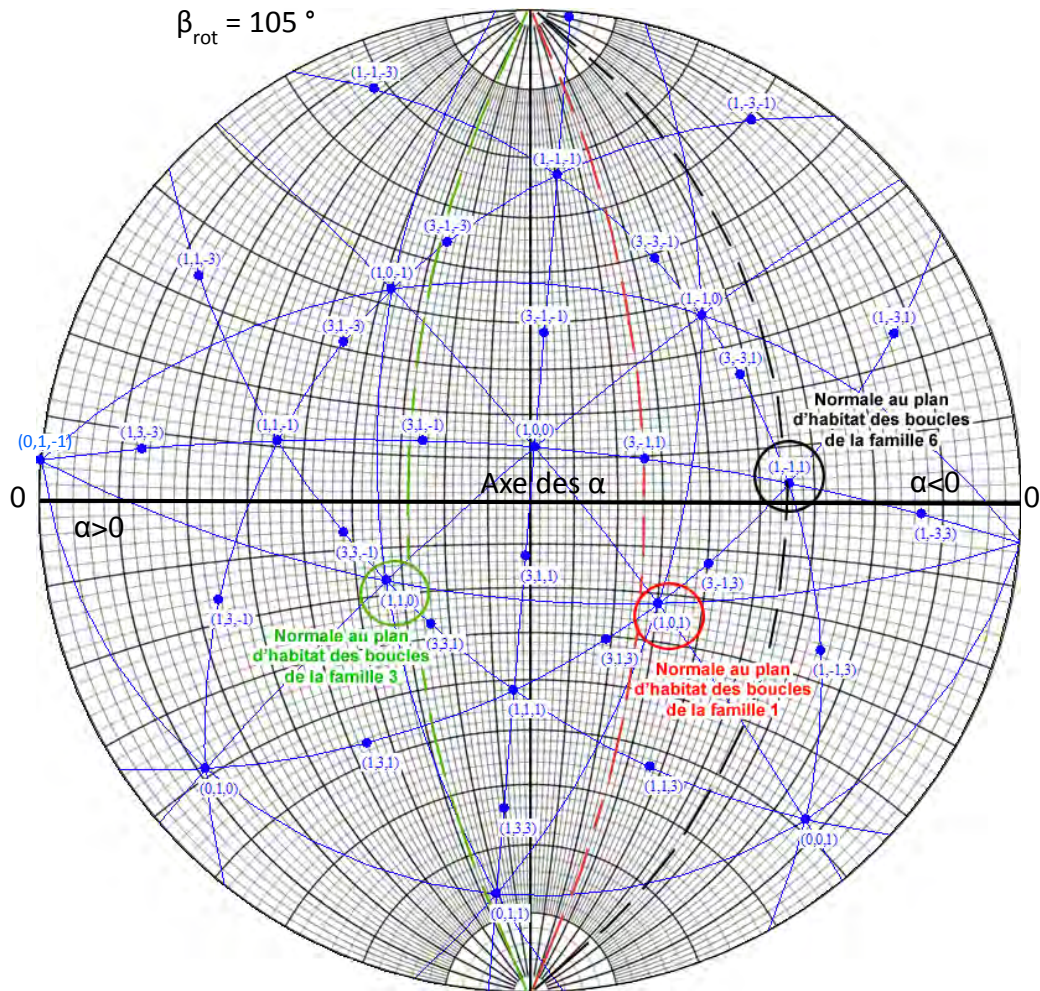 β_rot = 105 °
(1,-1,-3)
(1,-3,-1)
(1,-1,-1)
(3,-1,-3)
(3,-3,-1)
(1,1,-3)
(1,0,-1)
(1,-1,0)
(3,-1,-1)
(1,-3,1)
(3,1,-3)
(3,-3,1)
Normale au plan
d'habitat des boucles
de la famille 6
(0,1,-1)
(1,3,-3)
(1,1,-1)
(3,1,-1)
(1,0,0)
(3,-1,1)
(1,-1,1)
0
Axe des α
α<0
0
α>0
(1,-3,3)
(3,3,-1)
(3,1,1)
(3,-1,3)
(1,1,0)
(1,3,-1)
(1,0,1)
Normale au plan
d'habitat des boucles
de la famille 3
(3,3,1)
(3,1,3)
(1,-1,3)
Normale au plan
d'habitat des boucles
de la famille 1
(1,1,1)
(1,3,1)
(0,1,0)
(1,1,3)
(1,3,3)
(0,0,1)
(0,1,1)